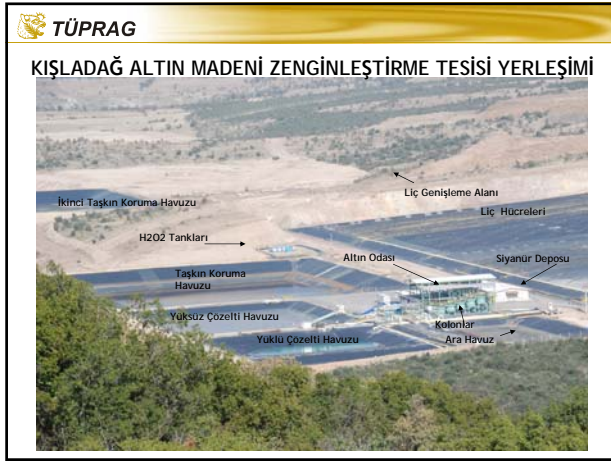 TÜPRAG
KIŞLADAĞ ALTIN MADENİ ZENGİNLEŞTİRME TESİSİ YERLEŞİMİ
Liç Genişleme Alanı
İkinci Taşkın Koruma Havuzu
Liç Hücreleri
H2O2 Tankları
Altın Odası
Siyanür Deposu
Taşkın Koruma
Havuzu
Yüksüz Çözelti Havuzu
Kolonlar
Yüklü Çözelti Havuzu
Ara Havuz